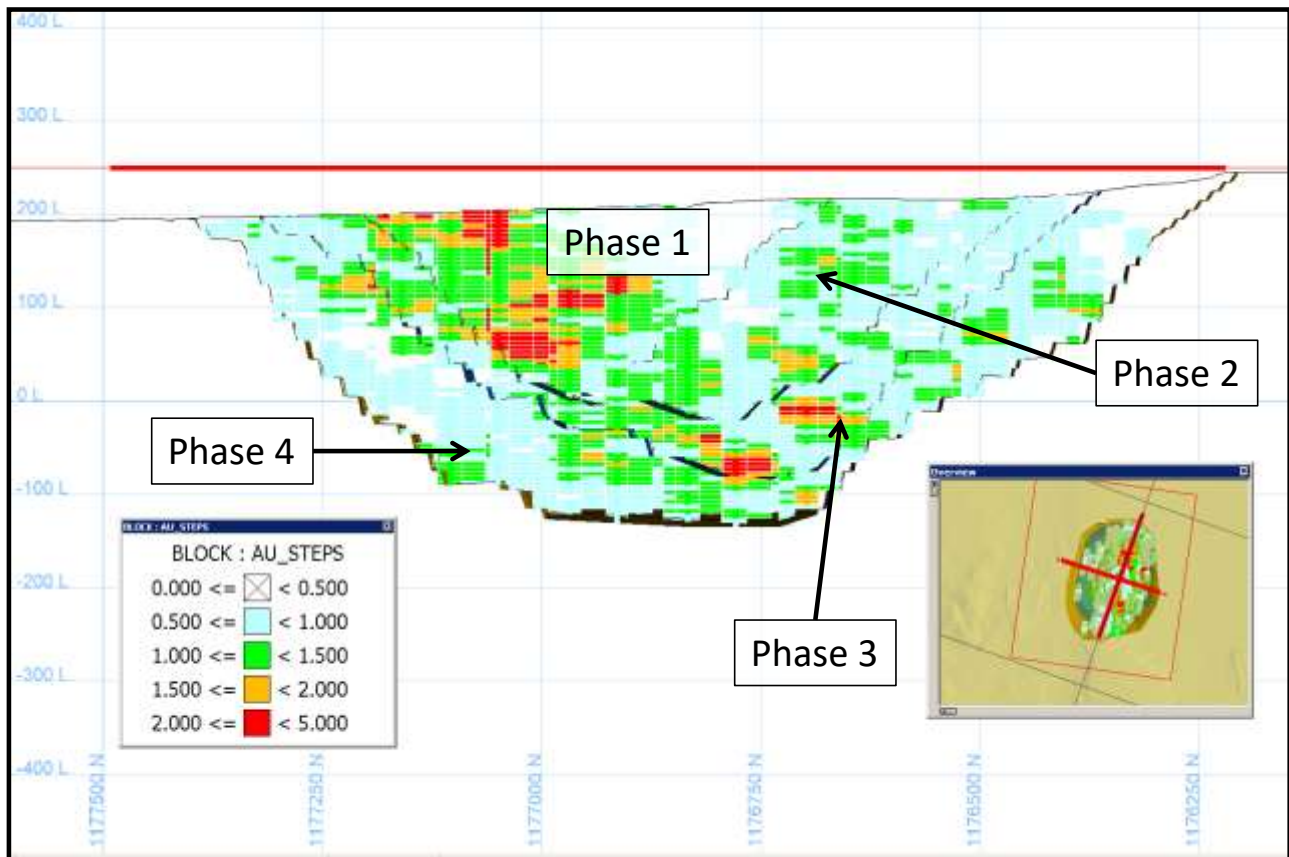 400 L
300 L
200 L
100 L
0 L
-100 L
-200 L
-300 L
-400 L
Phase 1
Phase 2
Phase 4
Phase 3
BLOCK : AU_STEPS
BLOCK : AU_STEPS
0.000 <= < 0.500
0.500 <= < 1.000
1.000 <= < 1.500
1.500 <= < 2.000
2.000 <= < 5.000
Overview
1177500 N
1177250 N
1177000 N
1176750 N
1176500 N
1176250 N